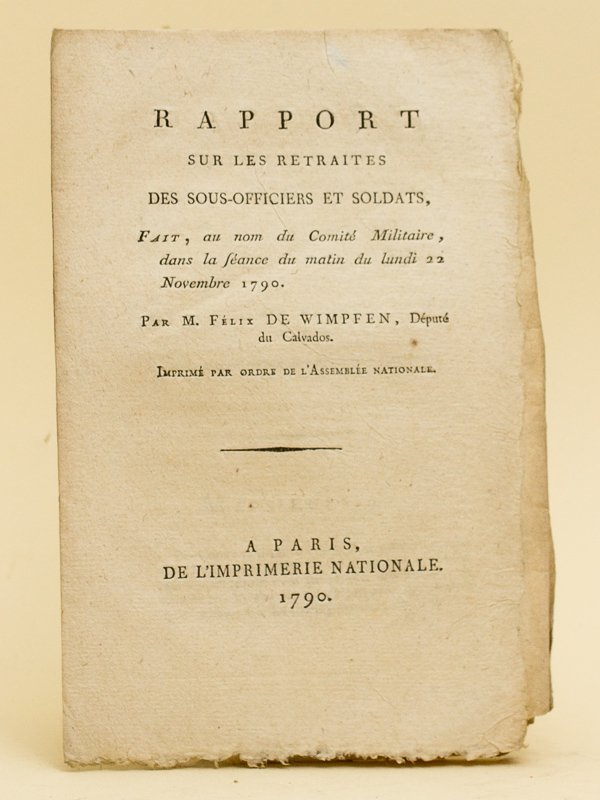 RAPPORT
SUR LES RETRAITES
DES SOUS-OFFICIERS ET SOLDATS,
FAIT, au nom du Comité Militaire,
dans la ſéance du matin du lundi 22
Novembre 1790.
PAR M. FÉLIX DE WIMPFEN, Député
du Calvados.
IMPRIMÉ PAR ORDRE DE L'ASSEMBLÉE NATIONALE.
A PARIS,
DE L'IMPRIMERIE NATIONALE.
1790.